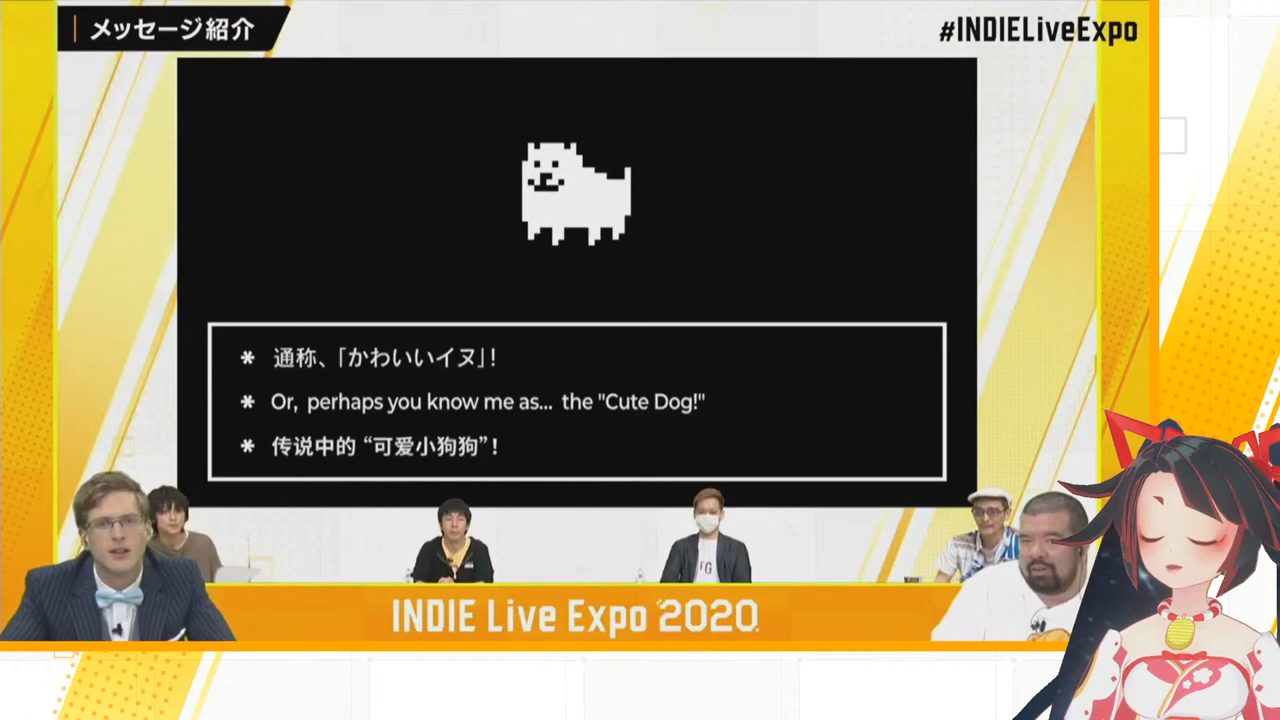 メッセージ紹介
#INDIELiveExpo
* 通称、「かわいいイヌ」!
* Or, perhaps you know me as... the "Cute Dog!"
* 传说中的 “可爱小狗狗”!
INDIE Live Expo 2020